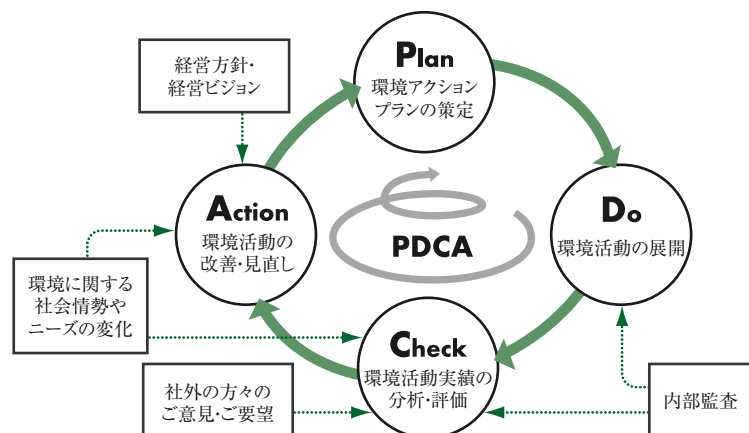 Plan
環境アクション
プランの策定
経営方針・
経営ビジョン
Action
環境活動の
改善・見直し
PDCA
Do
環境活動の展開
環境に関する
社会情勢や
ニーズの変化
Check
環境活動実績の
分析・評価
社外の方々の
ご意見・ご要望
内部監査